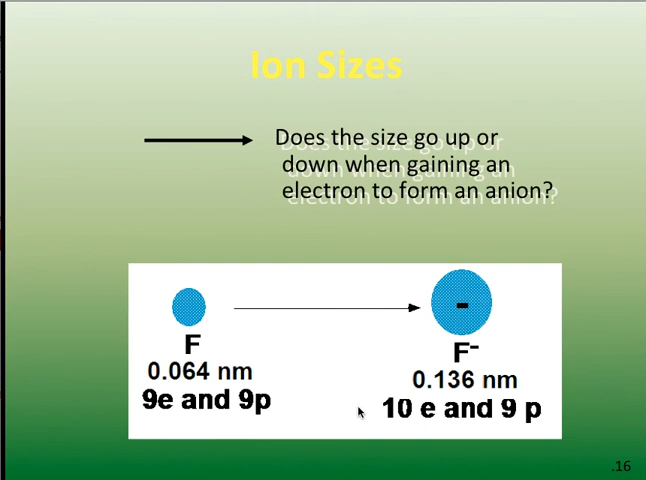 Ion Sizes
Does the size go up or
down when gaining an
electron to form an anion?
-
F
F⁻
0.064 nm
0.136 nm
9e and 9p
10 e and 9 p
.16